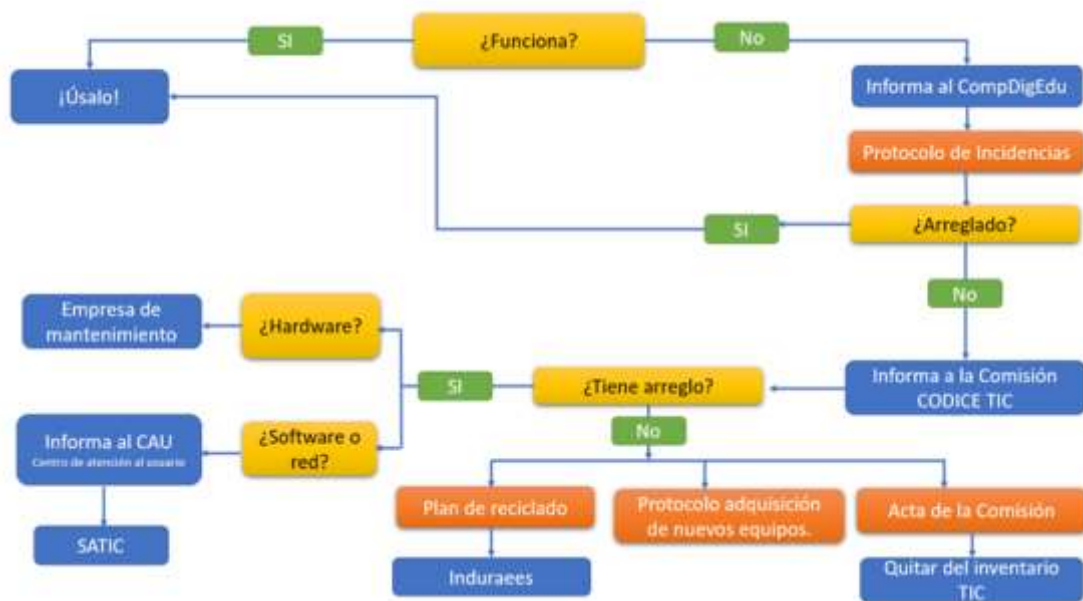 ¿Funciona?
SI
No
¡Úsalo!
Informa al CompDigEdu
Protocolo de Incidencias
¿Arreglado?
SI
No
Empresa de
mantenimiento
¿Hardware?
Informa a la Comisión
CODICE TIC
¿Tiene arreglo?
SI
No
Informa al CAU
Centro de atención al usuario
¿Software o
red?
SATIC
Plan de reciclado
Protocolo adquisición
de nuevos equipos.
Acta de la Comisión
Induraees
Quitar del inventario
TIC